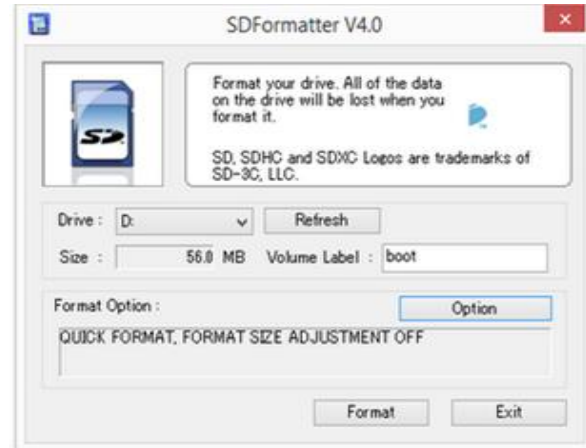 SDFormatter V4.0
Format your drive. All of the data
on the drive will be lost when you
format it.
SD, SDHC and SDXC Logos are trademarks of
SD-3C, LLC.
SD
Drive : D: Refresh
Size : 56.0 MB Volume Label : boot
Format Option :
Option
QUICK FORMAT, FORMAT SIZE ADJUSTMENT OFF
Format Exit